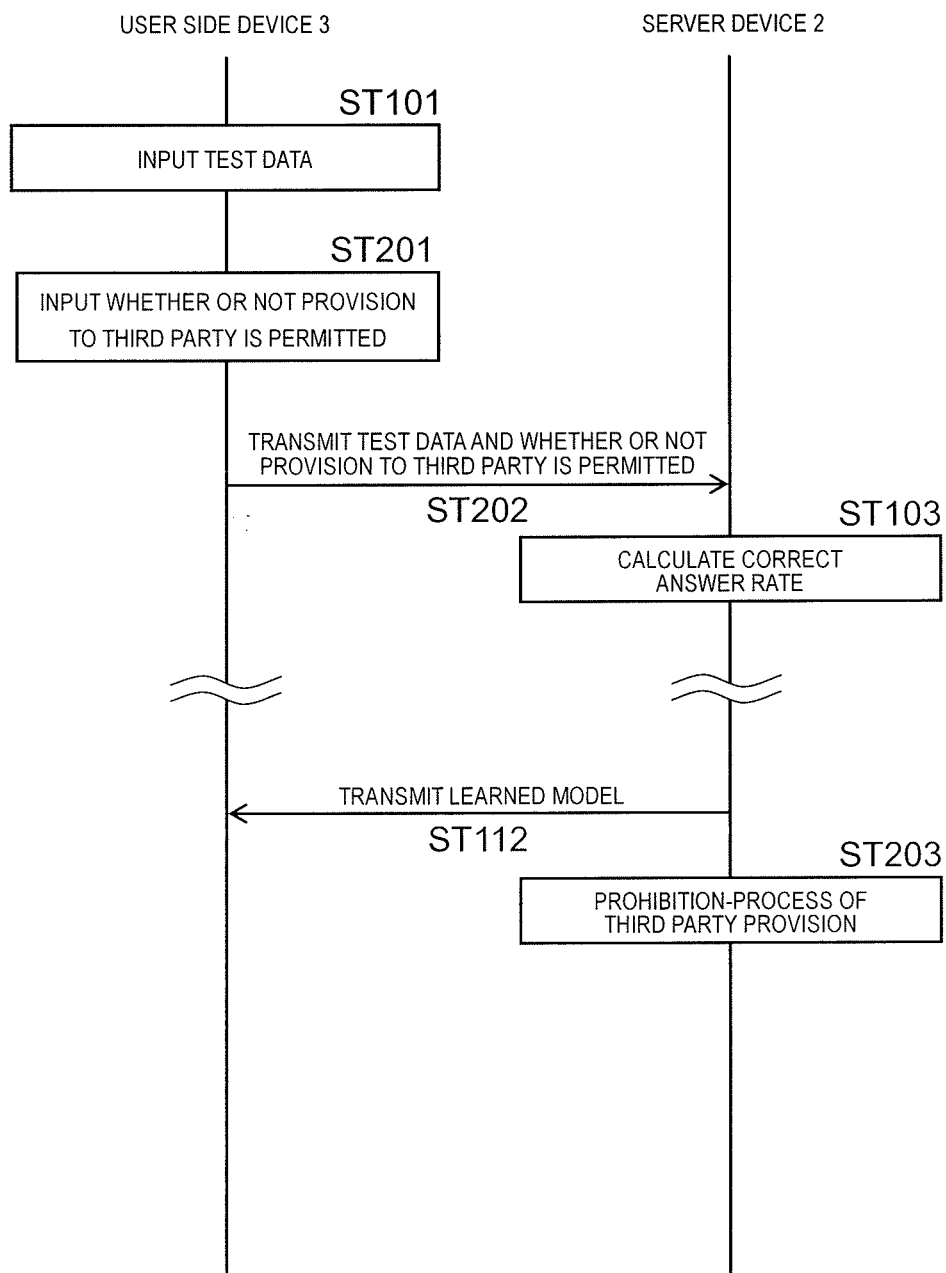 USER SIDE DEVICE 3
SERVER DEVICE 2
ST101
INPUT TEST DATA
ST201
INPUT WHETHER OR NOT PROVISION
TO THIRD PARTY IS PERMITTED
TRANSMIT TEST DATA AND WHETHER OR NOT
PROVISION TO THIRD PARTY IS PERMITTED
ST202
ST103
CALCULATE CORRECT
ANSWER RATE
TRANSMIT LEARNED MODEL
ST112
ST203
PROHIBITION-PROCESS OF
THIRD PARTY PROVISION